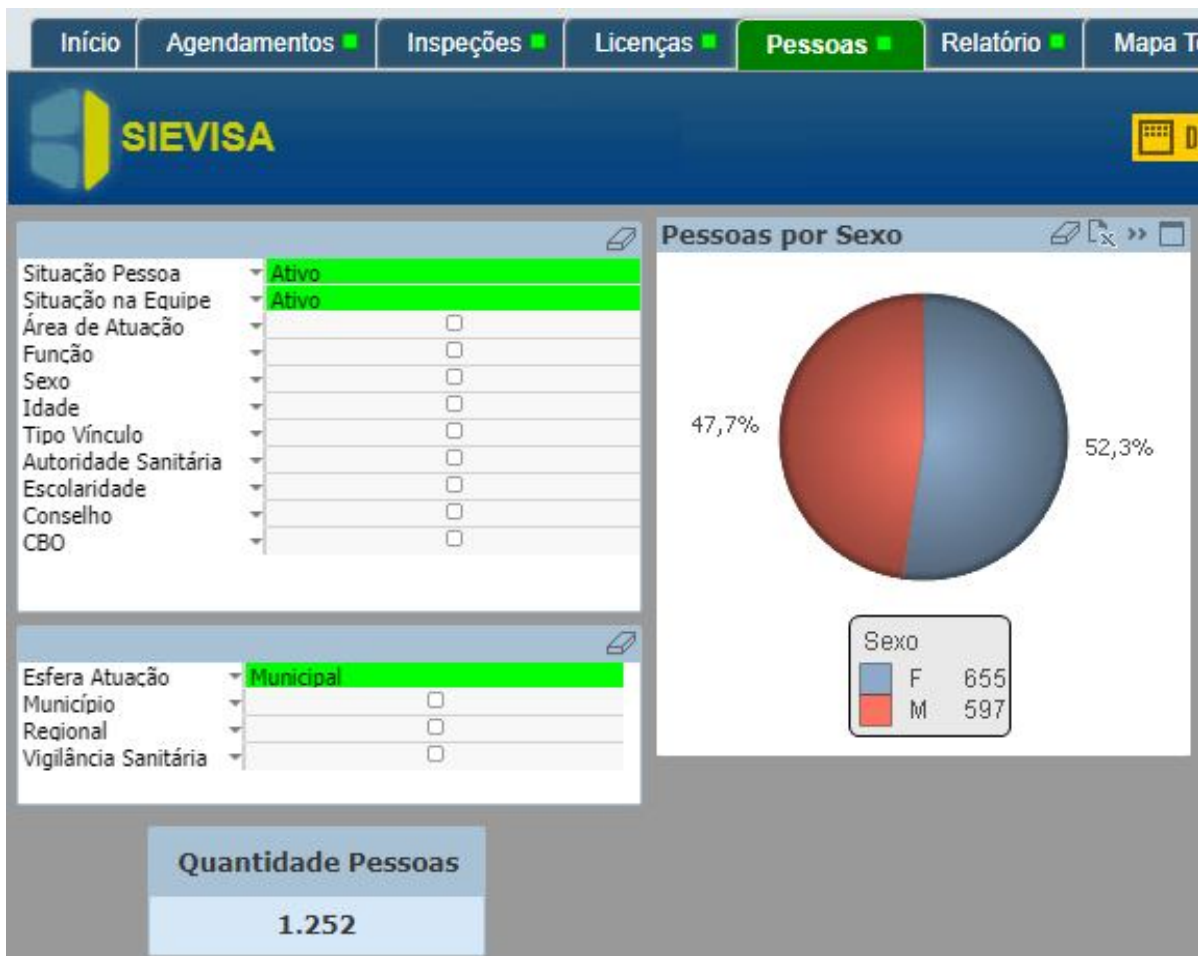 Início Agendamentos Inspeções Licenças Pessoas Relatório Mapa
SIEVISA
Situação Pessoa Ativo
Situação na Equipe Ativo
Área de Atuação
Função
Sexo
Idade
Tipo Vínculo
Autoridade Sanitária
Escolaridade
Conselho
CBO
Esfera Atuação Municipal
Município
Regional
Vigilância Sanitária
Quantidade Pessoas
1.252
Pessoas por Sexo
47,7%
52,3%
Sexo
F 655
M 597